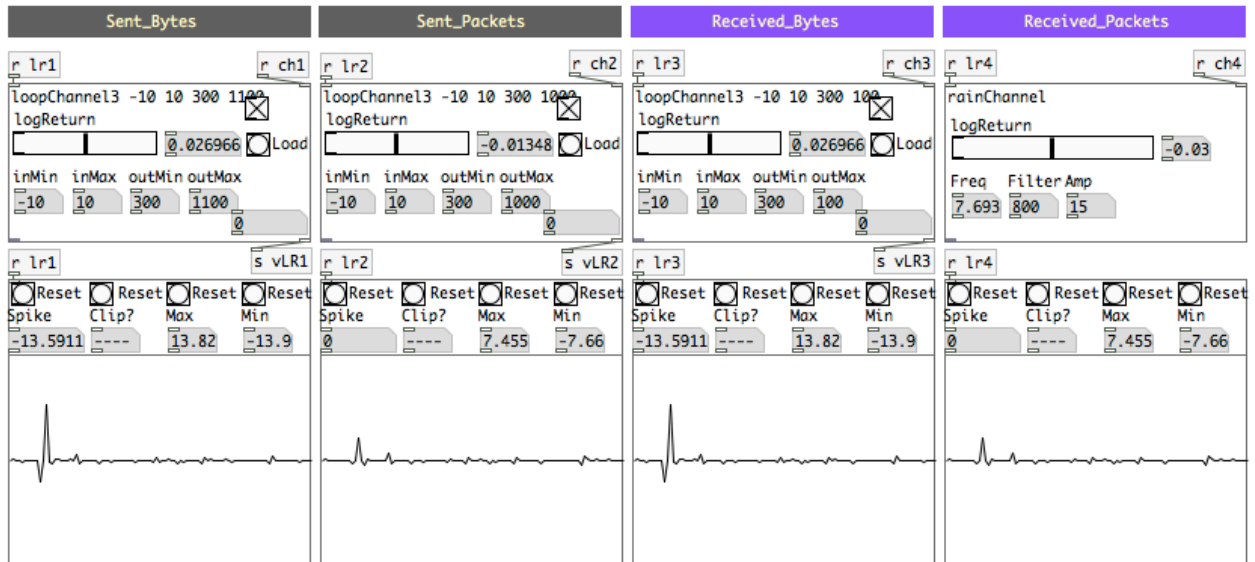 Sent_Bytes
Sent_Packets
Received_Bytes
Received_Packets
r lr1
r ch1
r lr2
r ch2
r lr3
r ch3
r lr4
r ch4
loopChannel3 -10 10 300 1100
logReturn
0.026966
Load
inMin inMax outMin outMax
-10 10 300 1100
0
loopChannel3 -10 10 300 1000
logReturn
-0.01348
Load
inMin inMax outMin outMax
-10 10 300 1000
0
loopChannel3 -10 10 300 100
logReturn
0.026966
Load
inMin inMax outMin outMax
-10 10 300 100
0
rainChannel
logReturn
-0.03
Freq Filter Amp
7.693 800 15
r lr1
s vLR1
r lr2
s vLR2
r lr3
s vLR3
r lr4
Reset Reset Reset Reset
Spike Clip? Max Min
-13.5911 ---- 13.82 -13.9
Reset Reset Reset Reset
Spike Clip? Max Min
0 ---- 7.455 -7.66
Reset Reset Reset Reset
Spike Clip? Max Min
-13.5911 ---- 13.82 -13.9
Reset Reset Reset Reset
Spike Clip? Max Min
0 ---- 7.455 -7.66